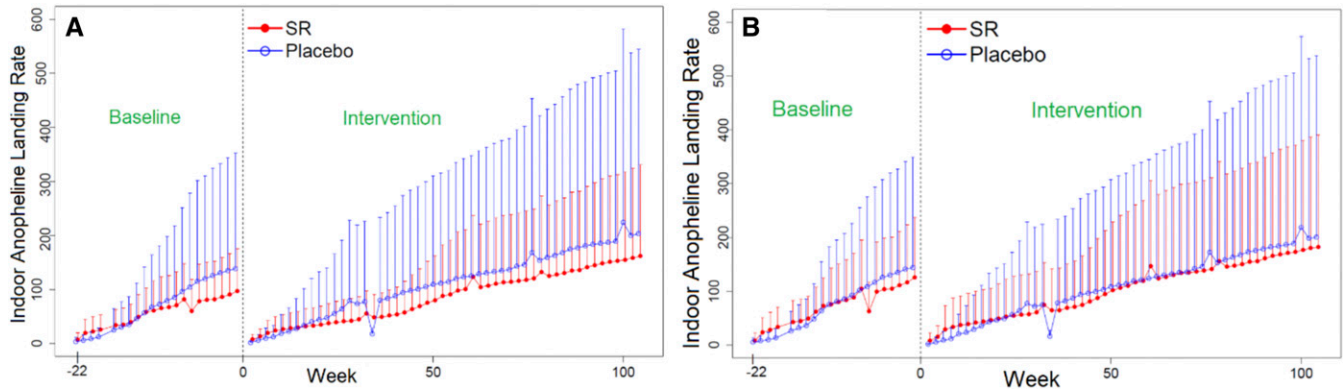 A
SR
Placebo
Baseline
Intervention
Indoor Anopheline Landing Rate
0
100
200
300
400
500
600
-22
0
50
100
Week
B
SR
Placebo
Baseline
Intervention
Indoor Anopheline Landing Rate
0
100
200
300
400
500
600
-22
0
50
100
Week